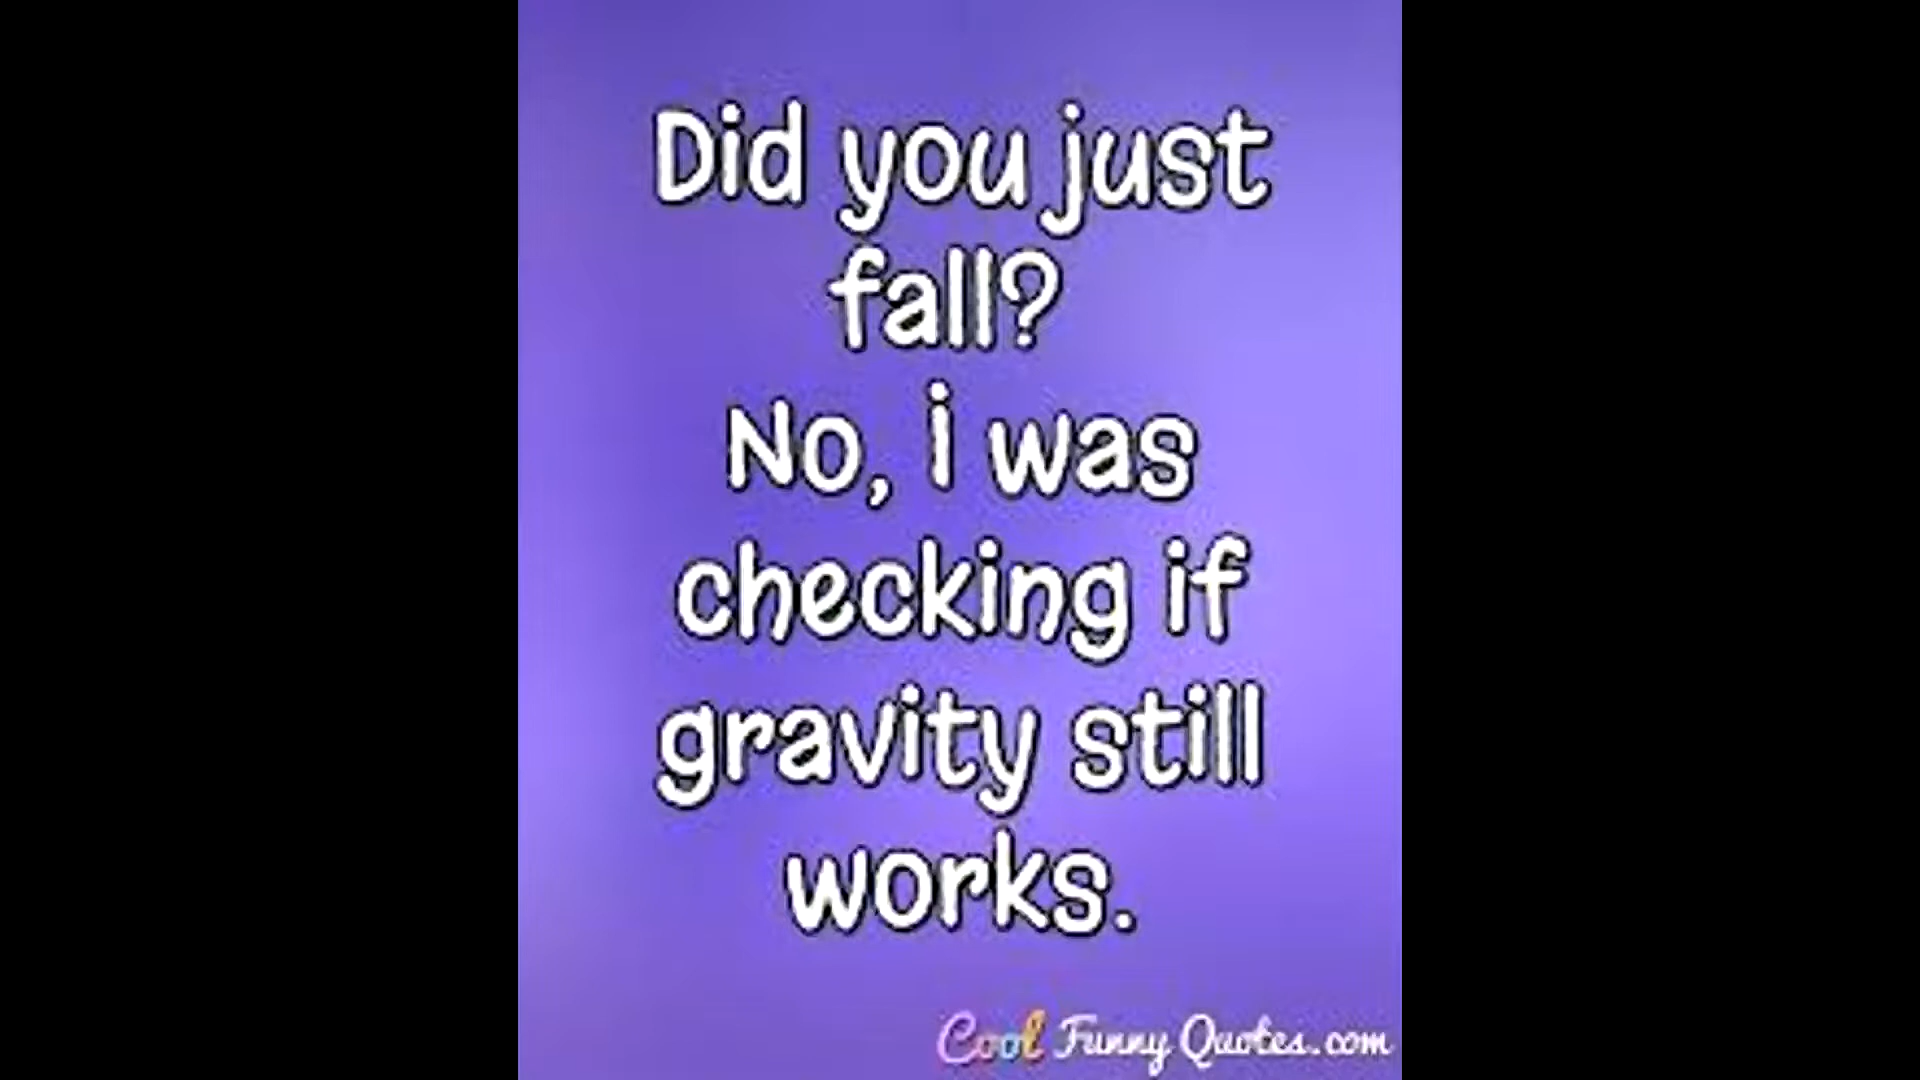 Did you just
fall?
No, i was
checking if
gravity still
works.
Cool Funny Quotes.com